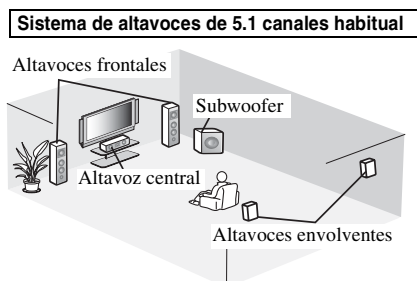 Sistema de altavoces de 5.1 canales habitual
Altavoces frontales
Subwoofer
Altavoz central
Altavoces envolventes